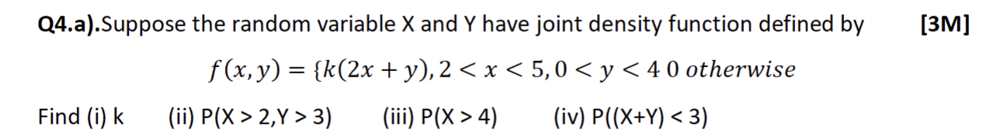 Q4.a).Suppose the random variable X and Y have joint density function defined by [3M]
f(x, y) = {k(2x + y), 2 < x < 5, 0 < y < 4 0 otherwise
Find (i) k (ii) P(X > 2,Y > 3) (iii) P(X > 4) (iv) P((X+Y) < 3)